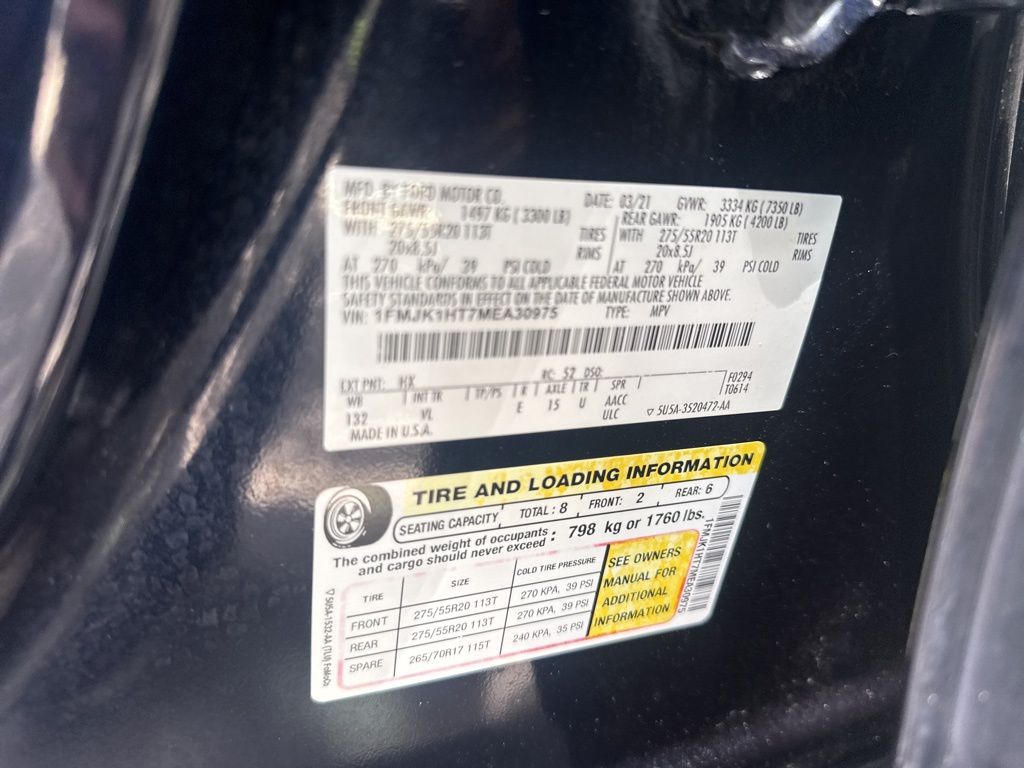 MFD. BY FORD MOTOR CO.
DATE: 03/21 GVWR: 3334 KG (7350 LB)
FRONT GAWR: 1497 KG (3300 LB)
REAR GAWR: 1905 KG (4200 LB)
WITH 275/55R20 113T TIRES
WITH 275/55R20 113T TIRES
20x8.5J RIMS
20x8.5J RIMS
AT 270 kPa/ 39 PSI COLD
AT 270 kPa/ 39 PSI COLD
THIS VEHICLE CONFORMS TO ALL APPLICABLE FEDERAL MOTOR VEHICLE
SAFETY STANDARDS IN EFFECT ON THE DATE OF MANUFACTURE SHOWN ABOVE.
VIN: 1FMJK1HT7MEA30975 TYPE: MPV
EXT PNT: HX RC: 52 DSO:
WB INT TR TP/PS R AXLE TR SPR
F0294
T0614
132 VL E 15 U AACC
ULC
5U5A-3520472-AA
MADE IN U.S.A.
TIRE AND LOADING INFORMATION
SEATING CAPACITY TOTAL : 8 FRONT: 2 REAR: 6
The combined weight of occupants
and cargo should never exceed : 798 kg or 1760 lbs.
TIRE SIZE COLD TIRE PRESSURE
FRONT 275/55R20 113T 270 KPA, 39 PSI
REAR 275/55R20 113T 270 KPA, 39 PSI
SPARE 265/70R17 115T 240 KPA, 35 PSI
SEE OWNERS
MANUAL FOR
ADDITIONAL
INFORMATION
1FMJK1HT7MEA30975
5U5A-1532-AA (TLU) FoMoCo